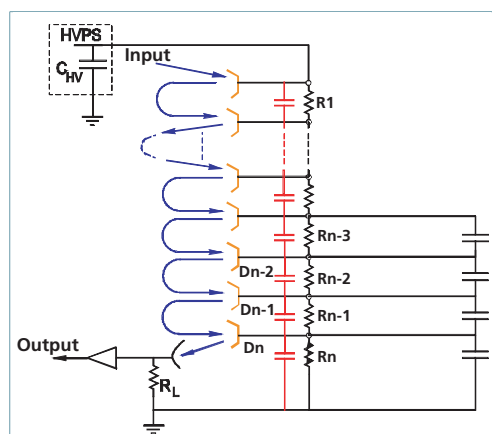 HVPS
CHV
Input
R1
Rn-3
Dn-2
Rn-2
Dn-1
Rn-1
Dn
Rn
Output
RL